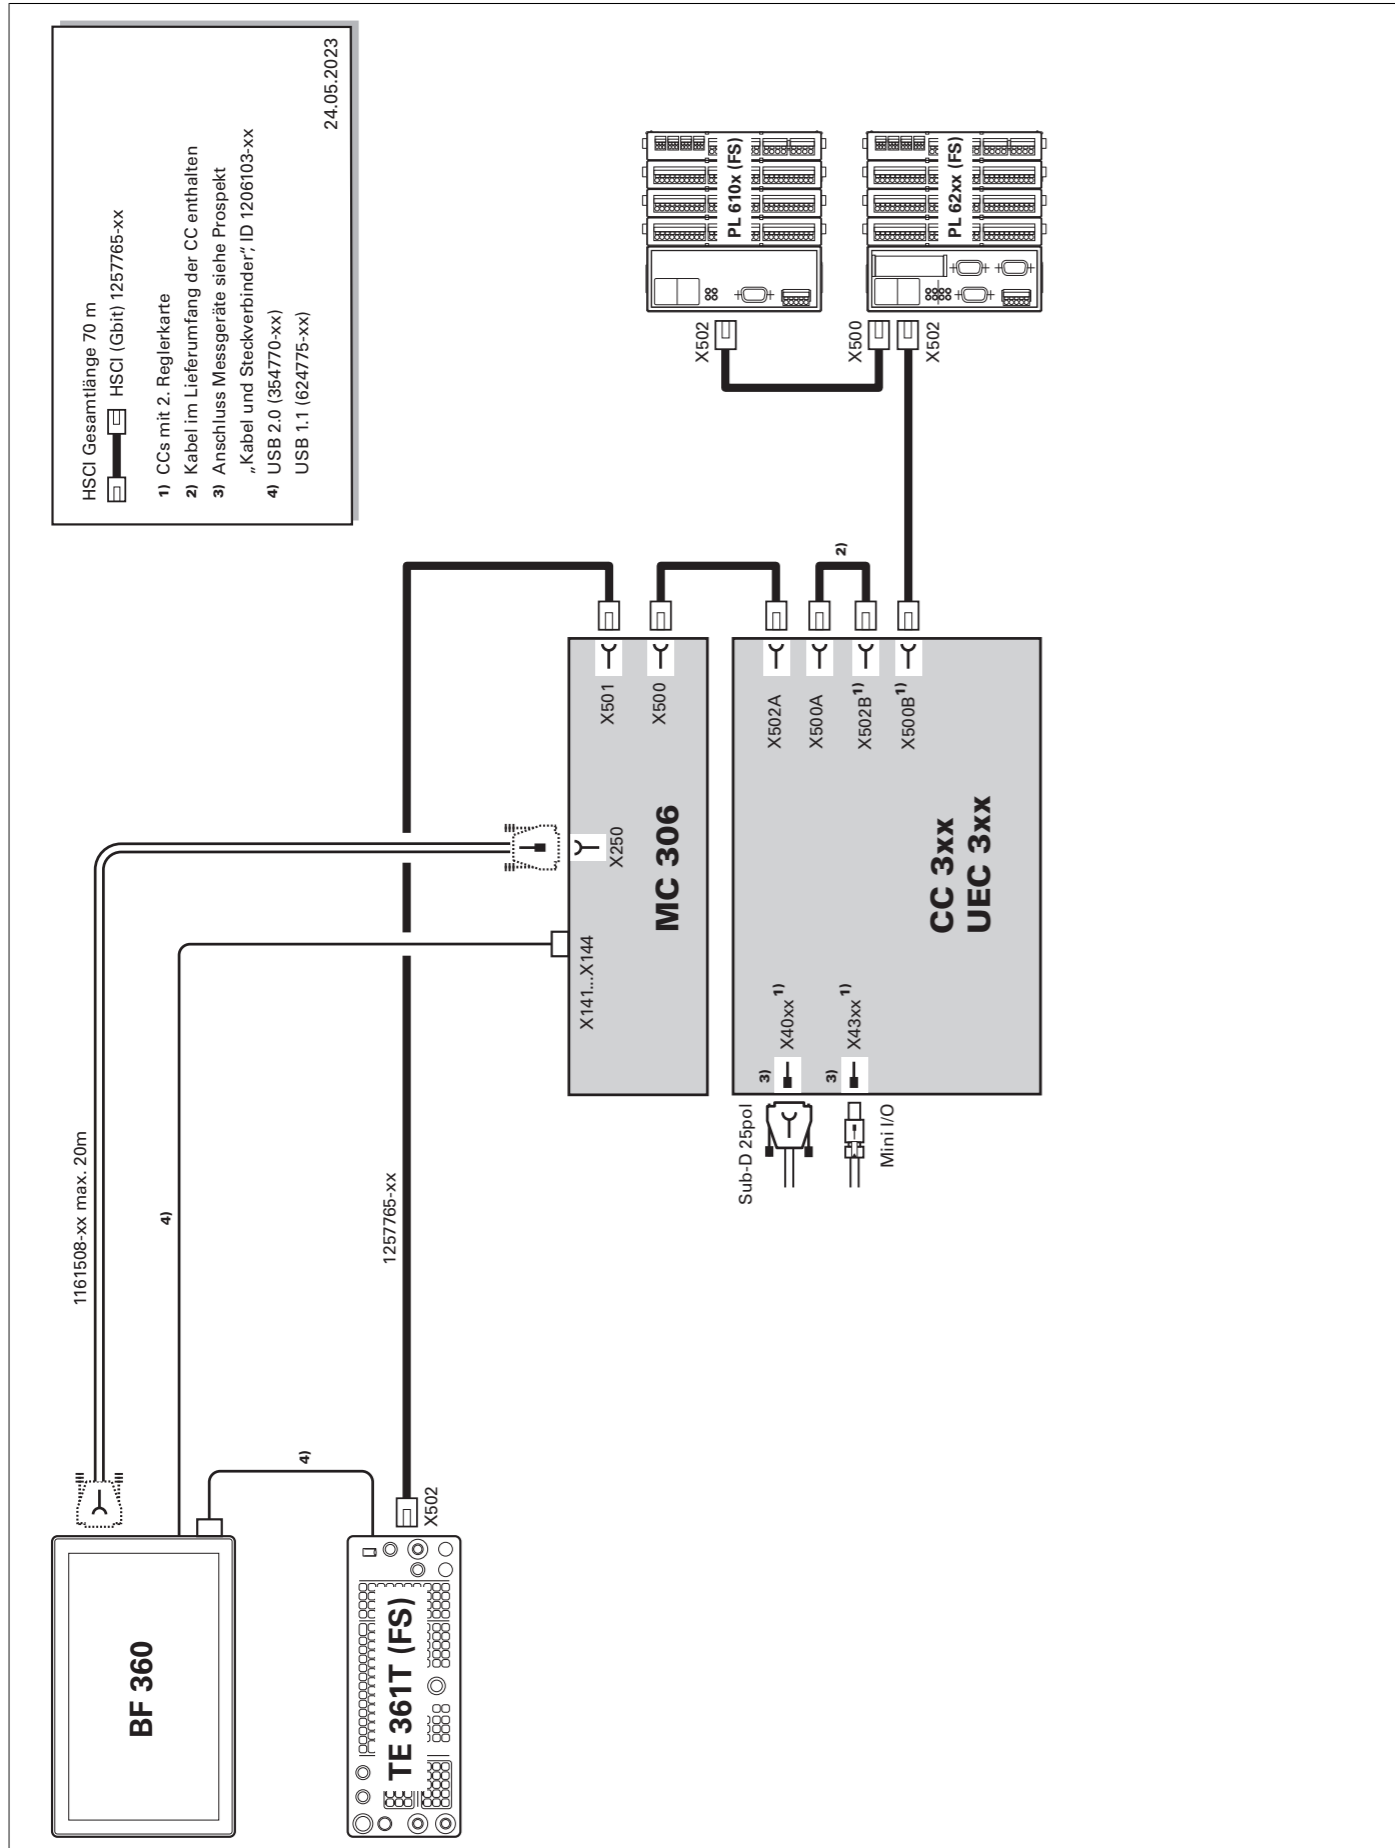 HSCI Gesamtlänge 70 m
HSCI (Gbit) 1257765-xx
1) CCs mit 2. Reglerkarte
2) Kabel im Lieferumfang der CC enthalten
3) Anschluss Messgeräte siehe Prospekt
„Kabel und Steckverbinder“, ID 1206103-xx
4) USB 2.0 (354770-xx)
USB 1.1 (624775-xx)
24.05.2023
BF 360
1161508-xx max. 20m
4)
4)
TE 361T (FS)
X502
1257765-xx
X141...X144
X250
X501
X500
MC 306
2)
X502A
X500A
X502B1)
X500B1)
CC 3xx
UEC 3xx
Sub-D 25pol
3)
X40xx1)
Mini I/O
3)
X43xx1)
X502
PL 610x (FS)
X500
X502
PL 62xx (FS)